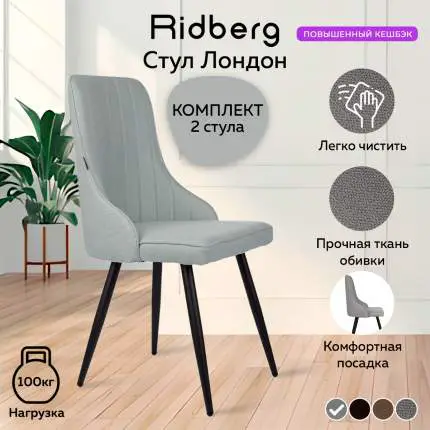 Ridberg
ПОВЫШЕННЫЙ КЕШБЭК
Стул Лондон
КОМПЛЕКТ
2 стула
Легко чистить
Прочная ткань
обивки
Комфортная
посадка
100кг
Нагрузка